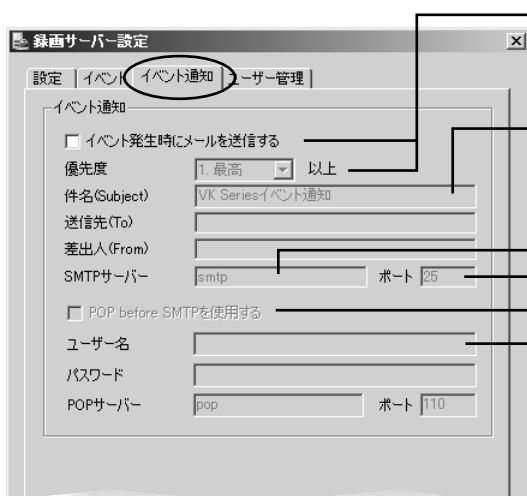 録画サーバー設定
設定 イベント イベント通知 ユーザー管理
イベント通知
イベント発生時にメールを送信する
優先度 1. 最高 以上
件名(Subject) VK Seriesイベント通知
送信先(To)
差出人(From)
SMTPサーバー smtp ポート 25
POP before SMTPを使用する
ユーザー名
パスワード
POPサーバー pop ポート 110